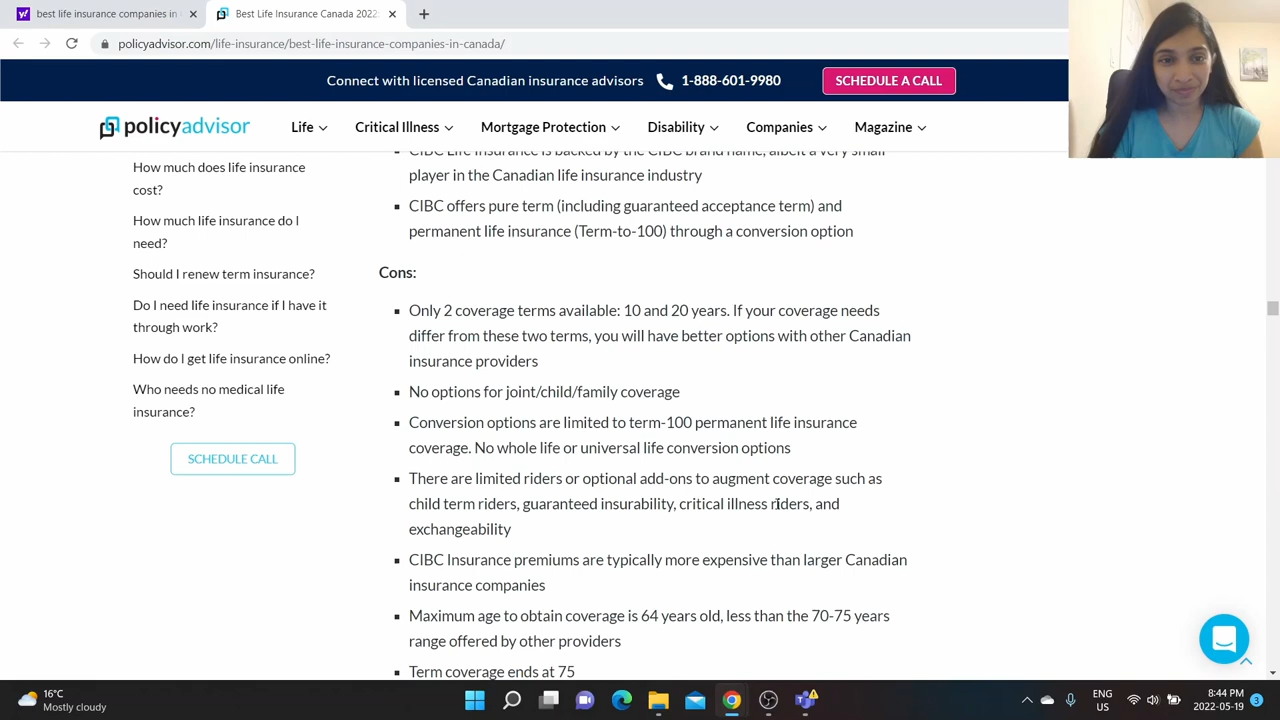 best life insurance companies in
Best Life Insurance Canada 2022:
policyadvisor.com/life-insurance/best-life-insurance-companies-in-canada/
Connect with licensed Canadian insurance advisors 1-888-601-9980 SCHEDULE A CALL
policyadvisor Life Critical Illness Mortgage Protection Disability Companies Magazine
How much does life insurance
cost?
How much life insurance do I
need?
Should I renew term insurance?
Do I need life insurance if I have it
through work?
How do I get life insurance online?
Who needs no medical life
insurance?
SCHEDULE CALL
CIBC Life Insurance is backed by the CIBC brand name, albeit a very small
player in the Canadian life insurance industry
CIBC offers pure term (including guaranteed acceptance term) and
permanent life insurance (Term-to-100) through a conversion option
Cons:
Only 2 coverage terms available: 10 and 20 years. If your coverage needs
differ from these two terms, you will have better options with other Canadian
insurance providers
No options for joint/child/family coverage
Conversion options are limited to term-100 permanent life insurance
coverage. No whole life or universal life conversion options
There are limited riders or optional add-ons to augment coverage such as
child term riders, guaranteed insurability, critical illness riders, and
exchangeability
CIBC Insurance premiums are typically more expensive than larger Canadian
insurance companies
Maximum age to obtain coverage is 64 years old, less than the 70-75 years
range offered by other providers
Term coverage ends at 75
16°C
Mostly cloudy
ENG
US
8:44 PM
2022-05-19
3